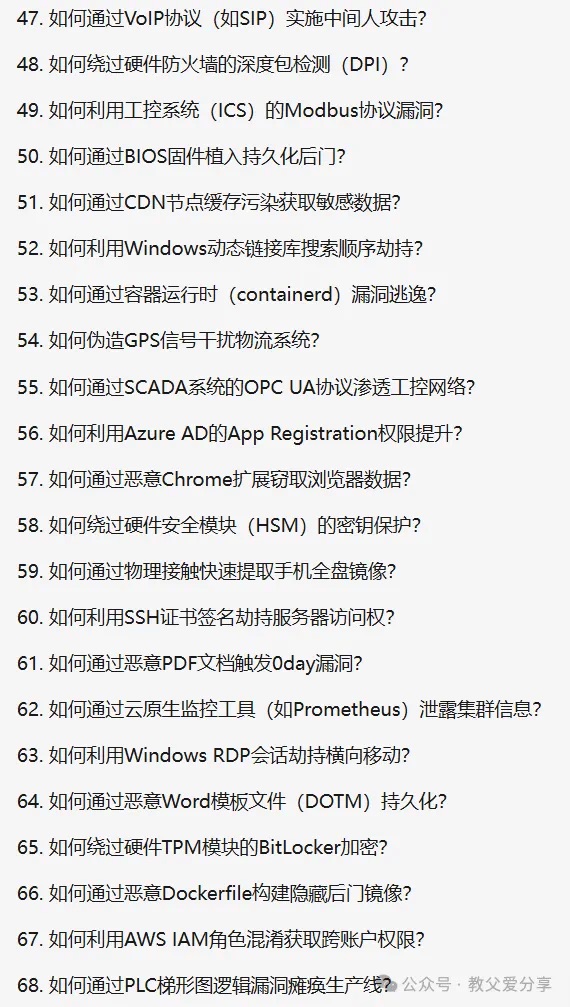 47. 如何通过VoIP协议（如SIP）实施中间人攻击？
48. 如何绕过硬件防火墙的深度包检测（DPI）？
49. 如何利用工控系统（ICS）的Modbus协议漏洞？
50. 如何通过BIOS固件植入持久化后门？
51. 如何通过CDN节点缓存污染获取敏感数据？
52. 如何利用Windows动态链接库搜索顺序劫持？
53. 如何通过容器运行时（containerd）漏洞逃逸？
54. 如何伪造GPS信号干扰物流系统？
55. 如何通过SCADA系统的OPC UA协议渗透工控网络？
56. 如何利用Azure AD的App Registration权限提升？
57. 如何通过恶意Chrome扩展窃取浏览器数据？
58. 如何绕过硬件安全模块（HSM）的密钥保护？
59. 如何通过物理接触快速提取手机全盘镜像？
60. 如何利用SSH证书签名劫持服务器访问权？
61. 如何通过恶意PDF文档触发0day漏洞？
62. 如何通过云原生监控工具（如Prometheus）泄露集群信息？
63. 如何利用Windows RDP会话劫持横向移动？
64. 如何通过恶意Word模板文件（DOTM）持久化？
65. 如何绕过硬件TPM模块的BitLocker加密？
66. 如何通过恶意Dockerfile构建隐藏后门镜像？
67. 如何利用AWS IAM角色混淆获取跨账户权限？
68. 如何通过PLC梯形图逻辑漏洞瘫痪生产线？
公众号 · 教父爱分享